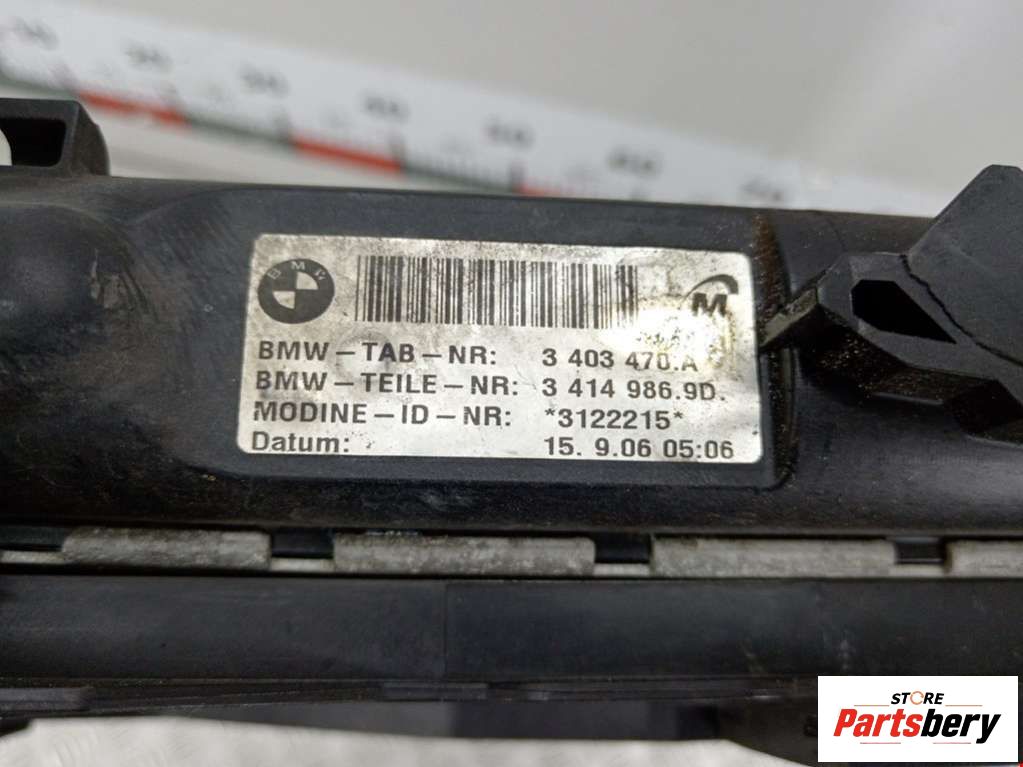 BMW
M
BMW-TAB-NR: 3 403 470.A
BMW-TEILE-NR: 3 414 986.9D.
MODINE-ID-NR: *3122215*
Datum: 15. 9.06 05:06
STORE
Partsbery